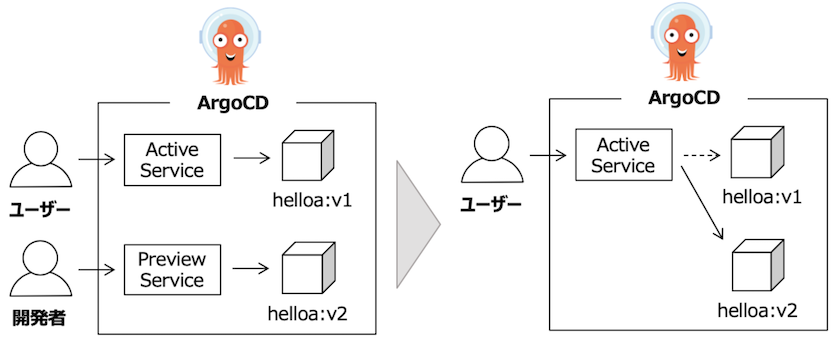 ArgoCD
Active
Service
ユーザー
helloa:v1
Preview
Service
開発者
helloa:v2
ArgoCD
Active
Service
ユーザー
helloa:v1
helloa:v2